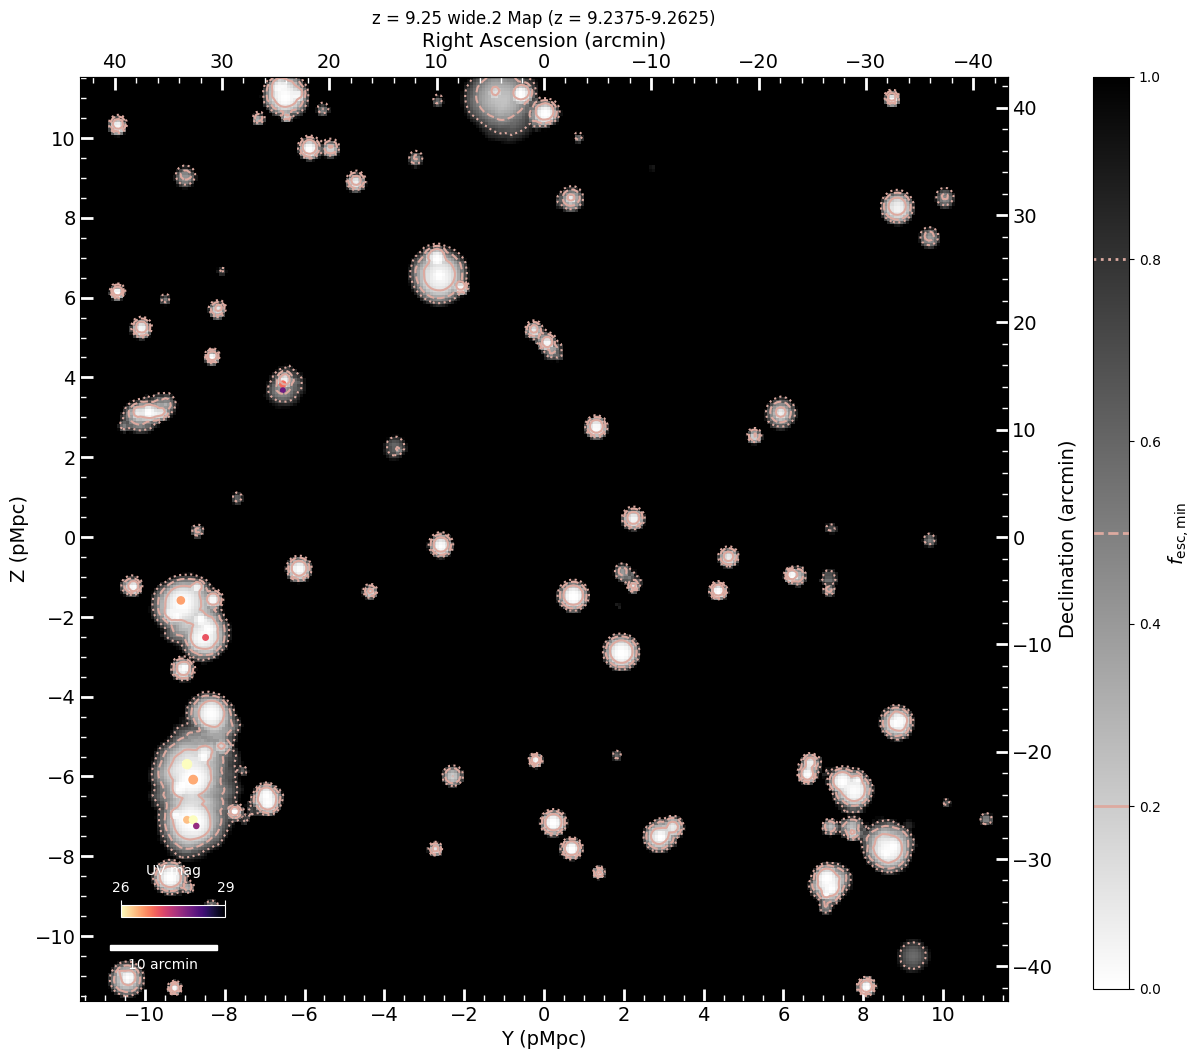 z = 9.25 wide.2 Map (z = 9.2375-9.2625)
Right Ascension (arcmin)
40 30 20 10 0 −10 −20 −30 −40
10
8
6
4
2
0
−2
−4
−6
−8
−10
Z (pMpc)
40
30
20
10
0
−10
−20
−30
−40
Declination (arcmin)
1.0
0.8
0.6
0.4
0.2
0.0
fesc,min
UV mag
26 29
10 arcmin
−10 −8 −6 −4 −2 0 2 4 6 8 10
Y (pMpc)